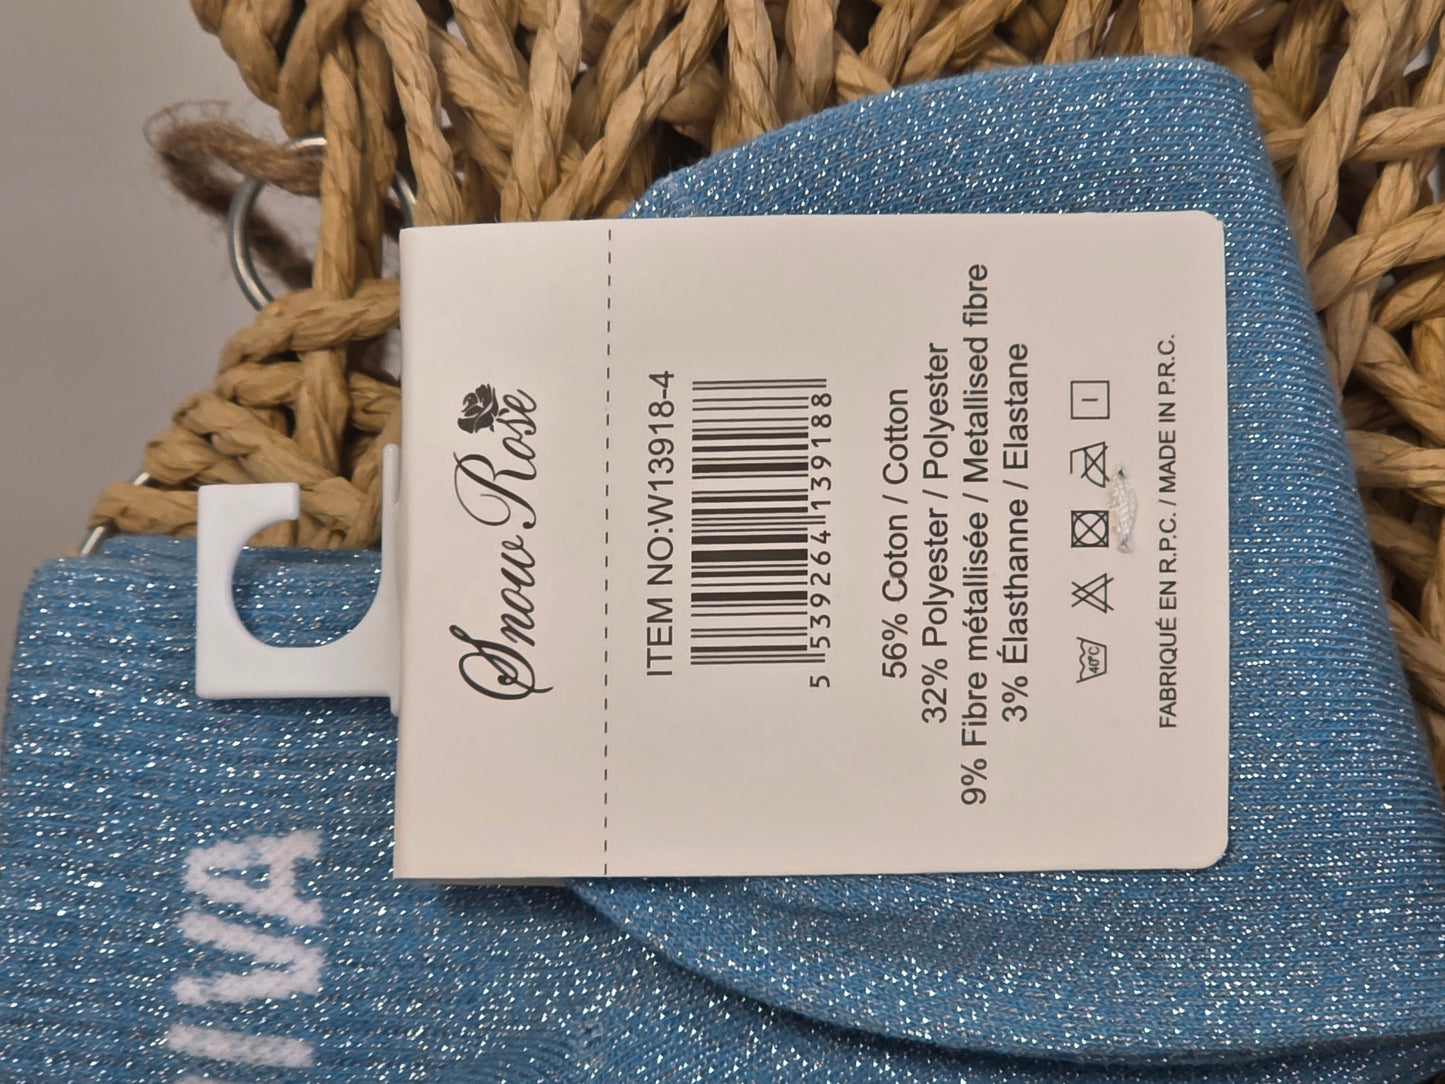 Snow Rose
ITEM NO:W13918-4
5 539264 139188
56% Coton / Cotton
32% Polyester / Polyester
9% Fibre métallisée / Metallised fibre
3% Élasthanne / Elastane
40°C
FABRIQUÉ EN R.P.C. / MADE IN P.R.C.
IVA